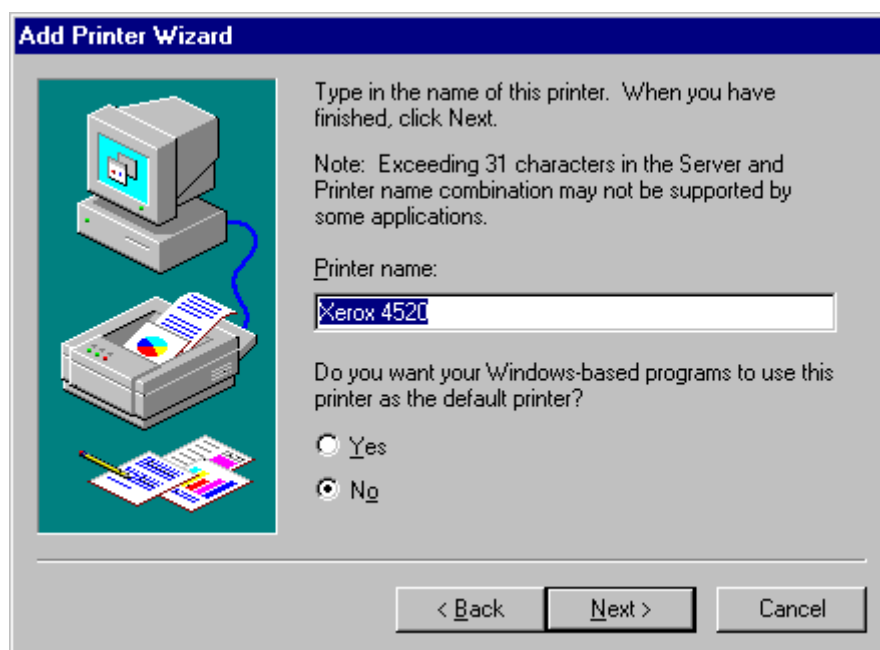 Add Printer Wizard
Type in the name of this printer.  When you have
finished, click Next.
Note:  Exceeding 31 characters in the Server and
Printer name combination may not be supported by
some applications.
Printer name:
Xerox 4520
Do you want your Windows-based programs to use this
printer as the default printer?
Yes
No
< Back
Next >
Cancel